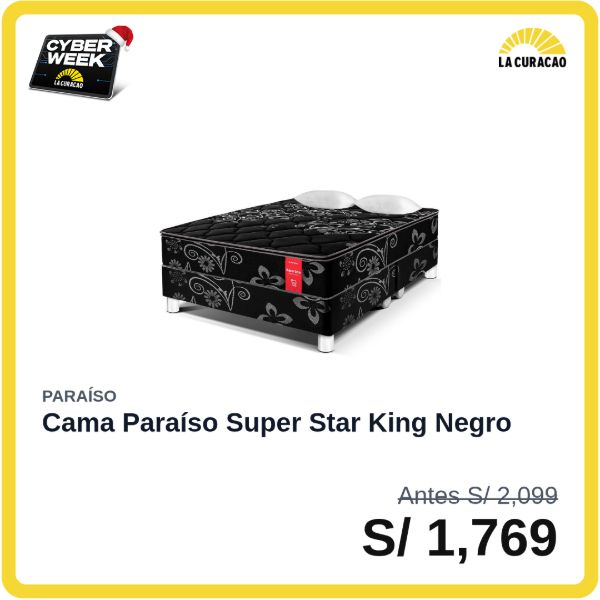 CYBER
WEEK
LA CURACAO
LA CURACAO
PARAÍSO
Cama Paraíso Super Star King Negro
Antes S/ 2,099
S/ 1,769